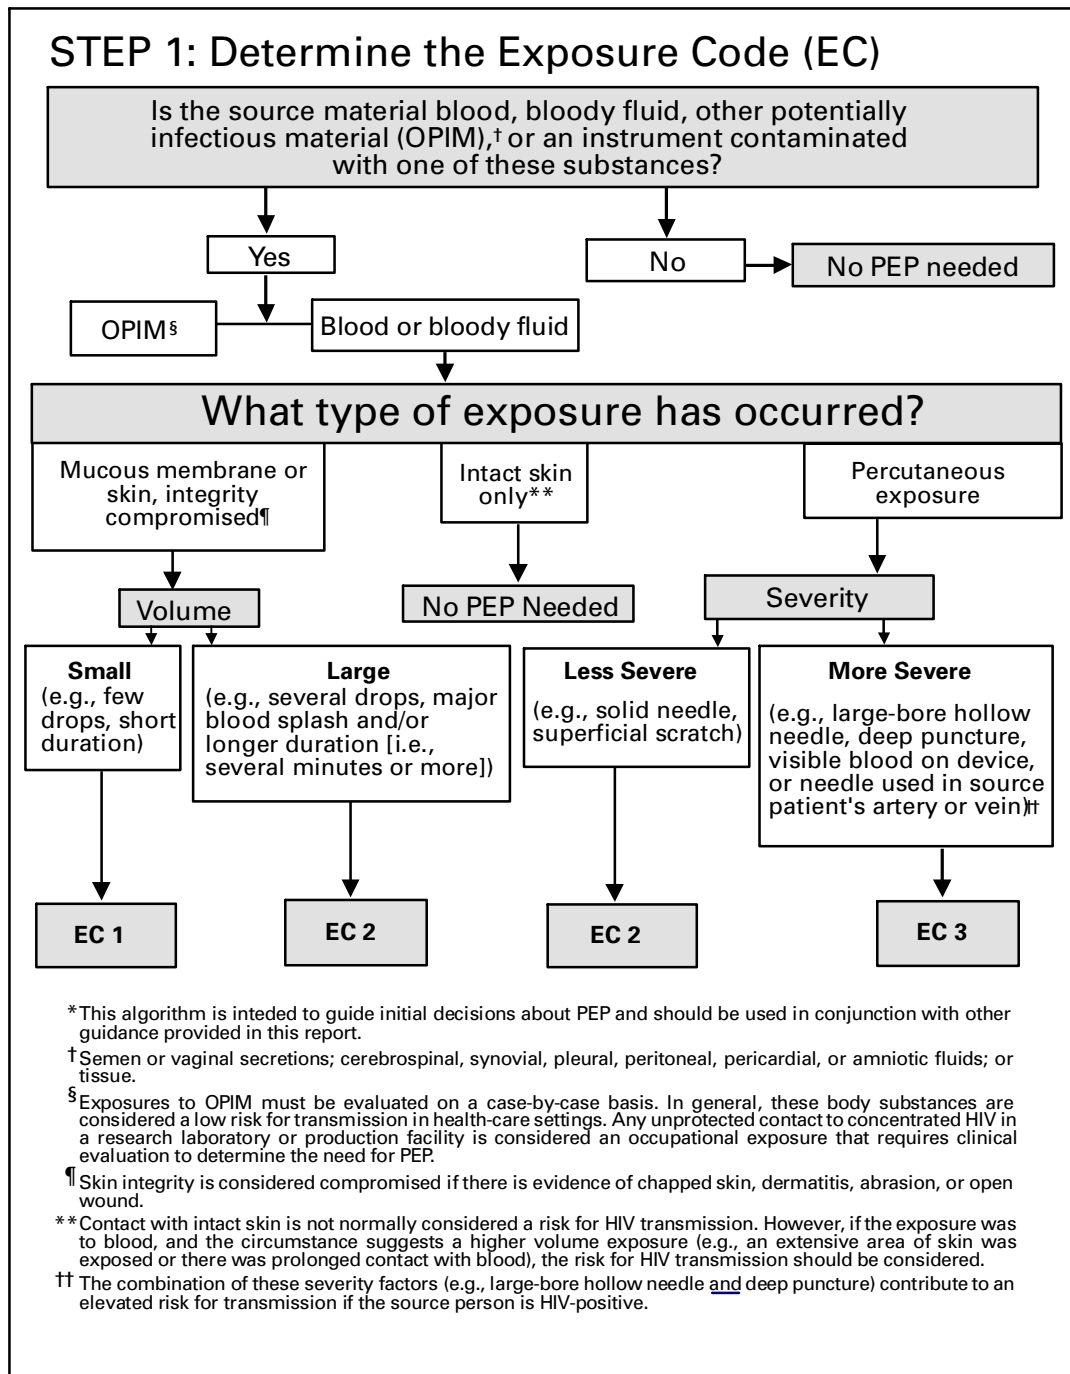 STEP 1: Determine the Exposure Code (EC)
Is the source material blood, bloody fluid, other potentially
infectious material (OPIM),† or an instrument contaminated
with one of these substances?
Yes
No
No PEP needed
OPIM§
Blood or bloody fluid
What type of exposure has occurred?
Mucous membrane or
skin, integrity
compromised¶
Intact skin
only**
Percutaneous
exposure
Volume
No PEP Needed
Severity
Small
(e.g., few
drops, short
duration)
Large
(e.g., several drops, major
blood splash and/or
longer duration [i.e.,
several minutes or more])
Less Severe
(e.g., solid needle,
superficial scratch)
More Severe
(e.g., large-bore hollow
needle, deep puncture,
visible blood on device,
or needle used in source
patient's artery or vein)††
EC 1
EC 2
EC 2
EC 3
*This algorithm is inteded to guide initial decisions about PEP and should be used in conjunction with other
guidance provided in this report.
†Semen or vaginal secretions; cerebrospinal, synovial, pleural, peritoneal, pericardial, or amniotic fluids; or
tissue.
§Exposures to OPIM must be evaluated on a case-by-case basis. In general, these body substances are
considered a low risk for transmission in health-care settings. Any unprotected contact to concentrated HIV in
a research laboratory or production facility is considered an occupational exposure that requires clinical
evaluation to determine the need for PEP.
¶Skin integrity is considered compromised if there is evidence of chapped skin, dermatitis, abrasion, or open
wound.
**Contact with intact skin is not normally considered a risk for HIV transmission. However, if the exposure was
to blood, and the circumstance suggests a higher volume exposure (e.g., an extensive area of skin was
exposed or there was prolonged contact with blood), the risk for HIV transmission should be considered.
††The combination of these severity factors (e.g., large-bore hollow needle and deep puncture) contribute to an
elevated risk for transmission if the source person is HIV-positive.